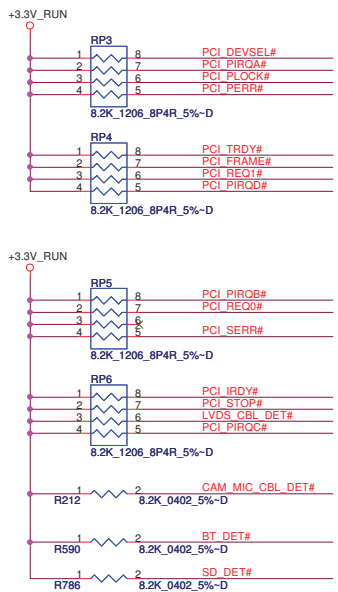 +3.3V_RUN
RP3
1 8 PCI_DEVSEL#
2 7 PCI_PIRQA#
3 6 PCI_PLOCK#
4 5 PCI_PERR#
8.2K_1206_8P4R_5%~D
RP4
1 8 PCI_TRDY#
2 7 PCI_FRAME#
3 6 PCI_REQ1#
4 5 PCI_PIRQD#
8.2K_1206_8P4R_5%~D
+3.3V_RUN
RP5
1 8 PCI_PIRQB#
2 7 PCI_REQ0#
3 6
4 5 PCI_SERR#
8.2K_1206_8P4R_5%~D
RP6
1 8 PCI_IRDY#
2 7 PCI_STOP#
3 6 LVDS_CBL_DET#
4 5 PCI_PIRQC#
8.2K_1206_8P4R_5%~D
1 2 CAM_MIC_CBL_DET#
R212 8.2K_0402_5%~D
1 2 BT_DET#
R590 8.2K_0402_5%~D
1 2 SD_DET#
R786 8.2K_0402_5%~D